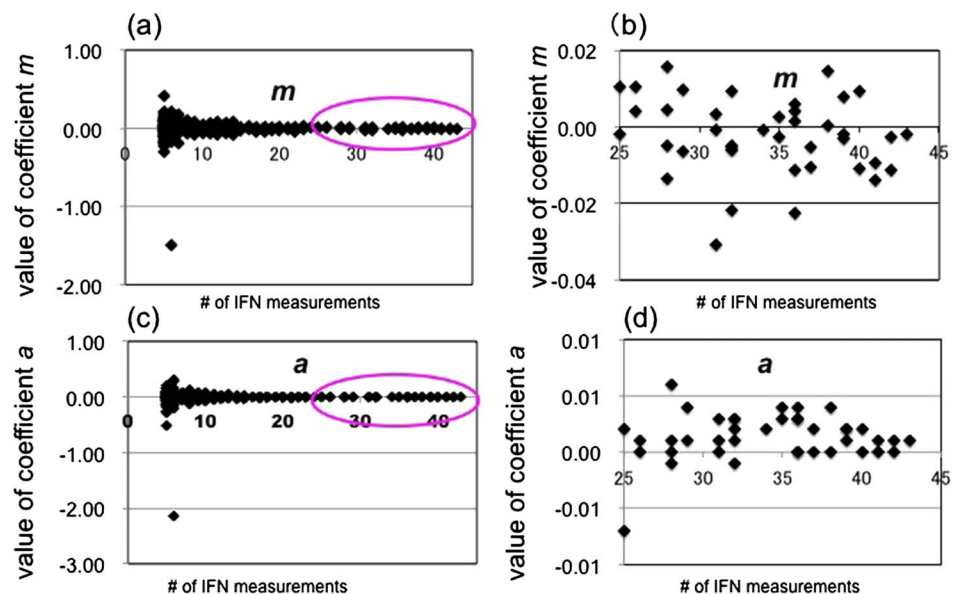 (a)
value of coefficient m
1.00
0.00
-1.00
-2.00
m
0
10
20
30
40
# of IFN measurements
(b)
value of coefficient m
0.02
0.00
-0.02
-0.04
m
25
30
35
40
45
# of IFN measurements
(c)
value of coefficient a
1.00
0.00
-1.00
-2.00
-3.00
a
0
10
20
30
40
# of IFN measurements
(d)
value of coefficient a
0.01
0.01
0.00
-0.01
-0.01
a
25
30
35
40
45
# of IFN measurements